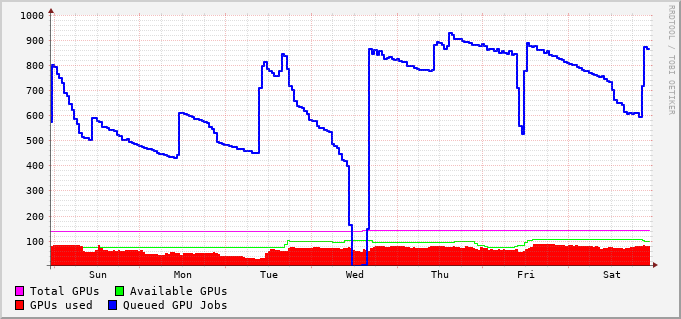 1000
900
800
700
600
500
400
300
200
100
Sun Mon Tue Wed Thu Fri Sat
Total GPUs Available GPUs
GPUs used Queued GPU Jobs
RRDTOOL / TOBI OETIKER